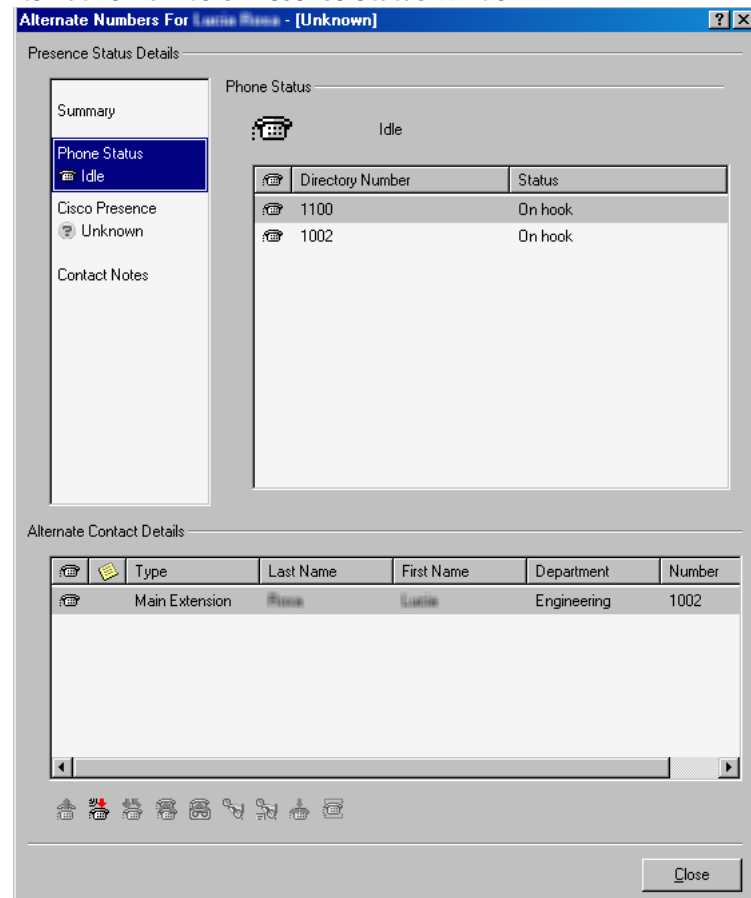 Alternate Numbers For - [Unknown]
Presence Status Details
Summary
Phone Status
Idle
Cisco Presence
Unknown
Contact Notes
Phone Status
Idle
Directory Number Status
1100 On hook
1002 On hook
Alternate Contact Details
Type Last Name First Name Department Number
Main Extension Engineering 1002
Close